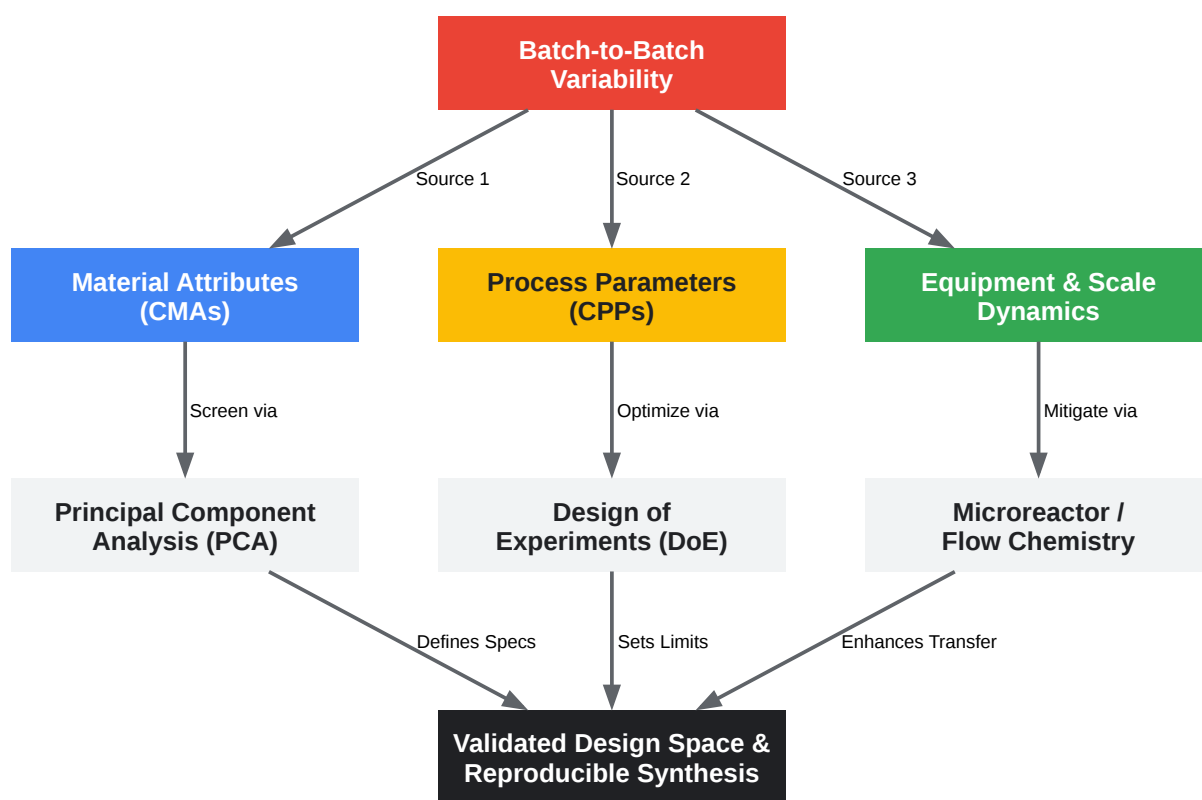 Batch-to-Batch
Variability
Source 1
Source 2
Source 3
Material Attributes
(CMAs)
Process Parameters
(CPPs)
Equipment & Scale
Dynamics
Screen via
Optimize via
Mitigate via
Principal Component
Analysis (PCA)
Design of
Experiments (DoE)
Microreactor /
Flow Chemistry
Defines Specs
Sets Limits
Enhances Transfer
Validated Design Space &
Reproducible Synthesis